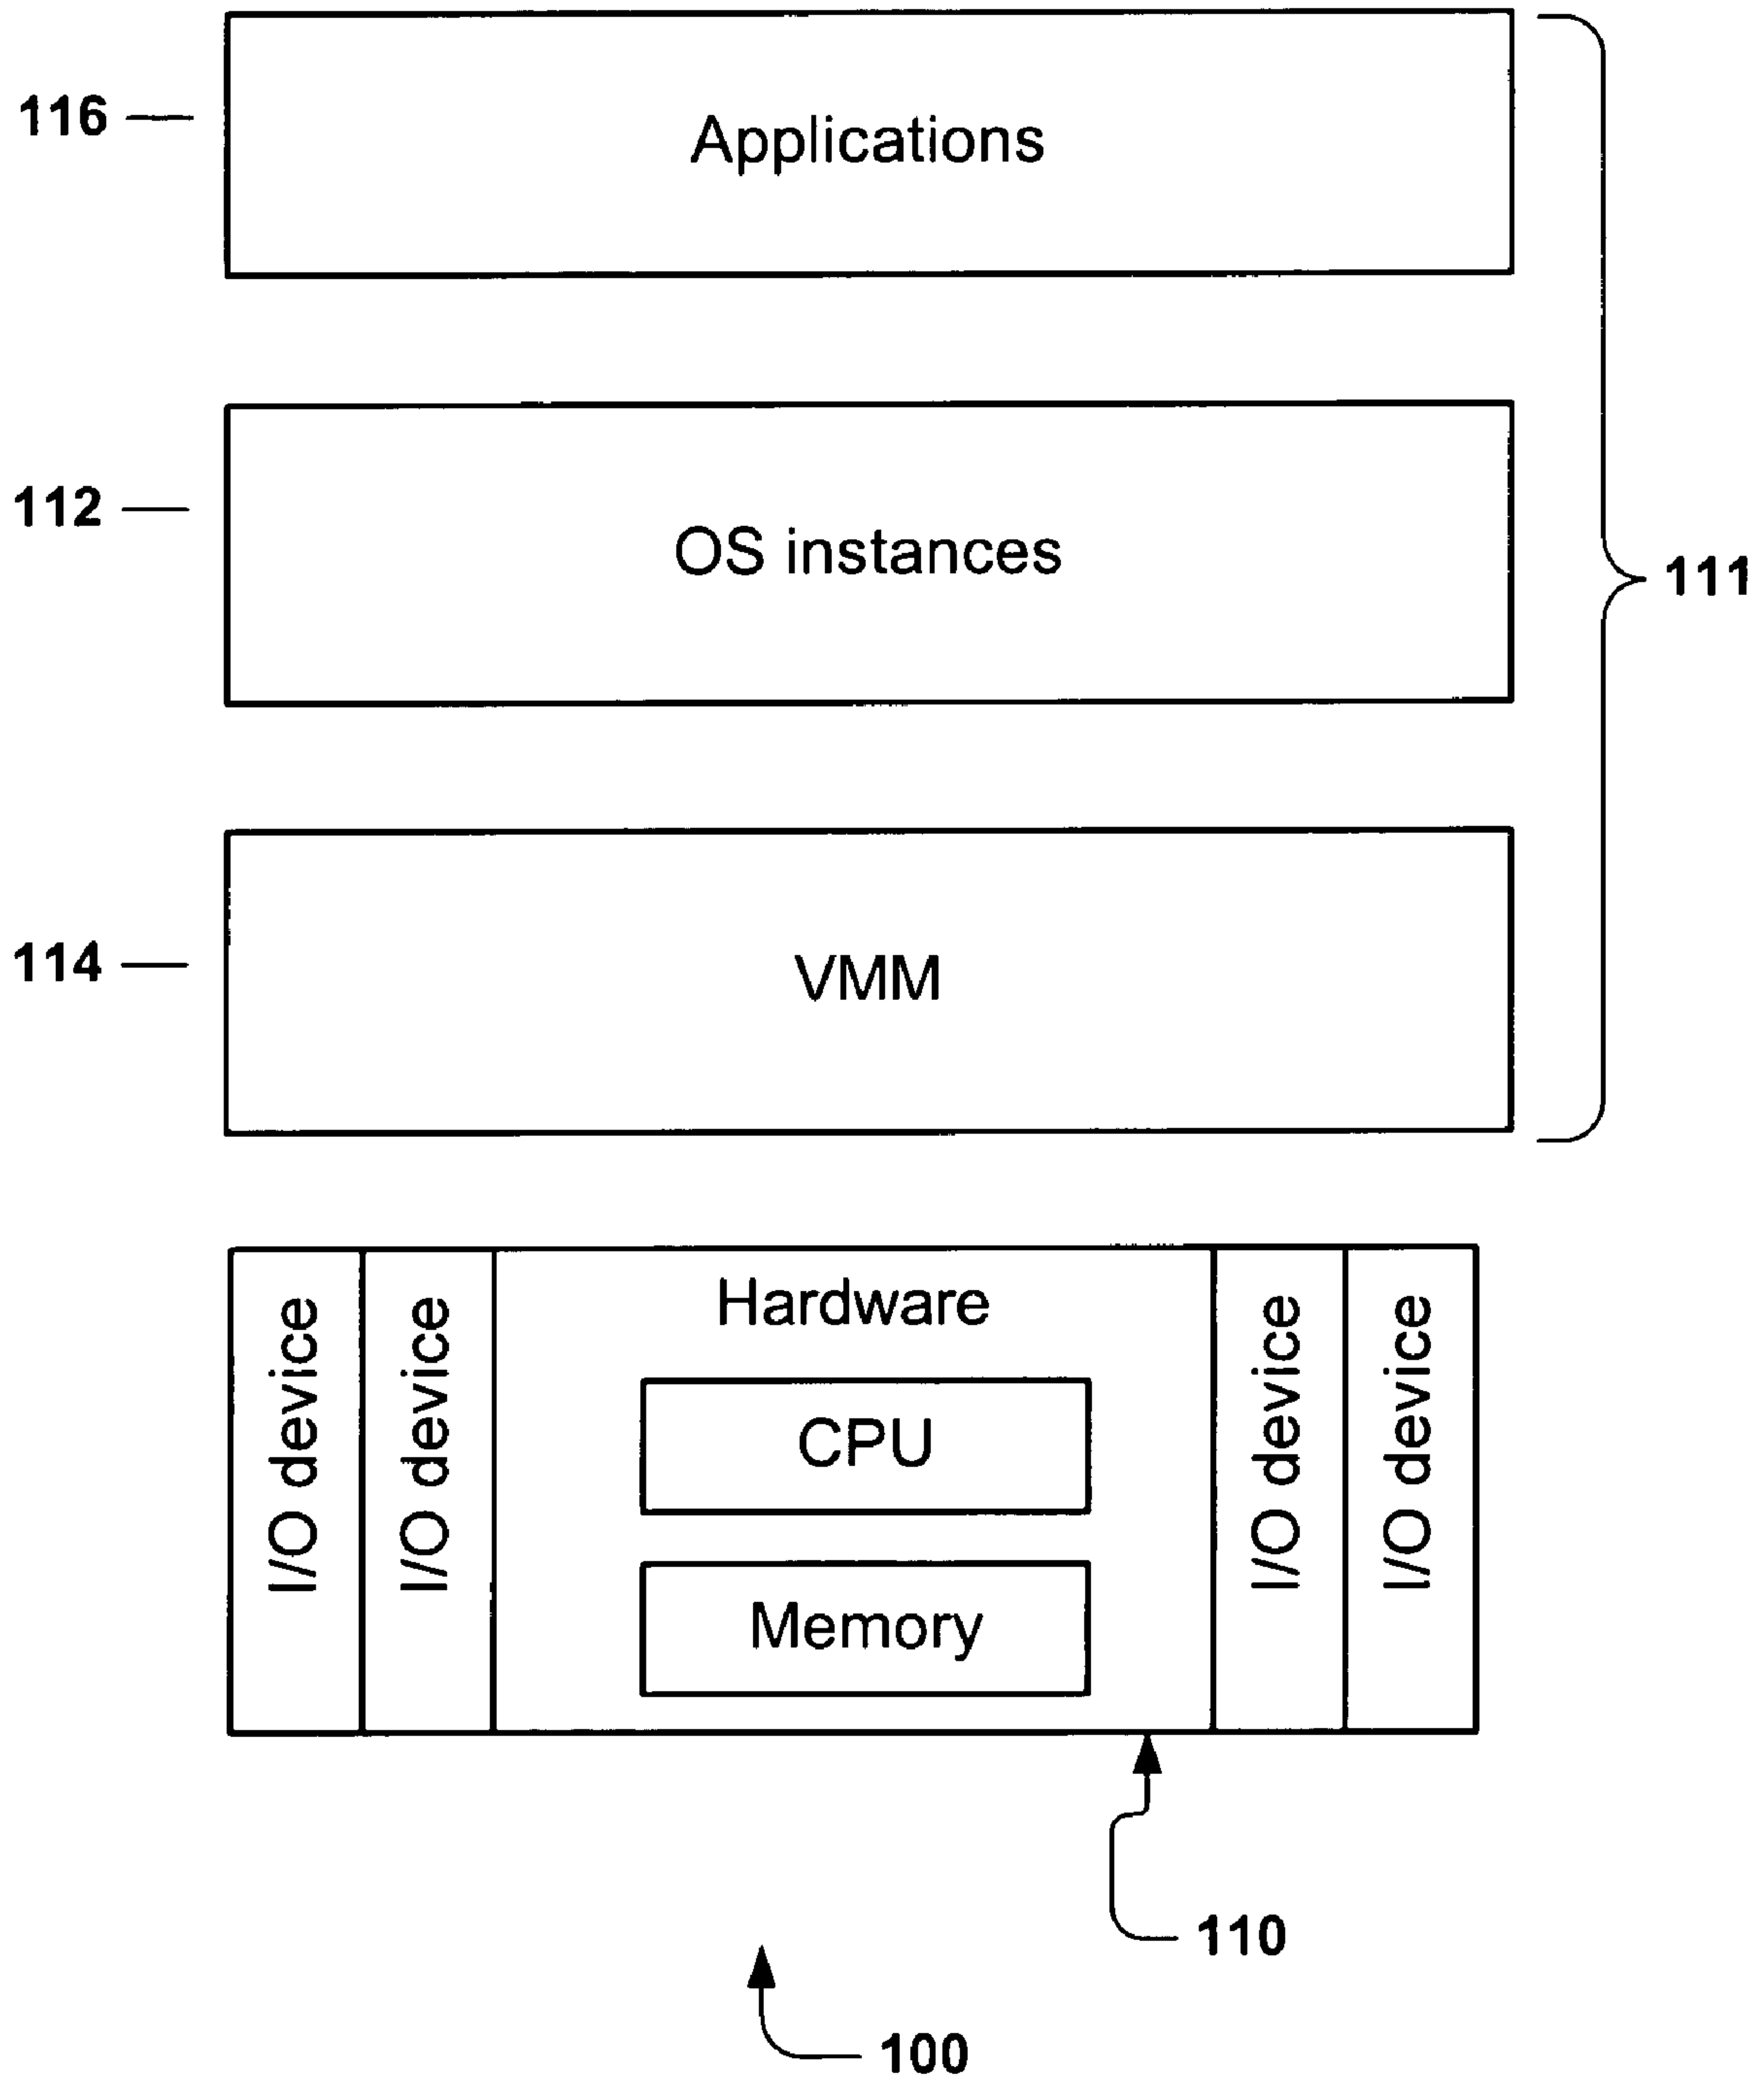 116
Applications
112
OS instances
111
114
VMM
I/O device
I/O device
Hardware
CPU
Memory
I/O device
I/O device
110
100